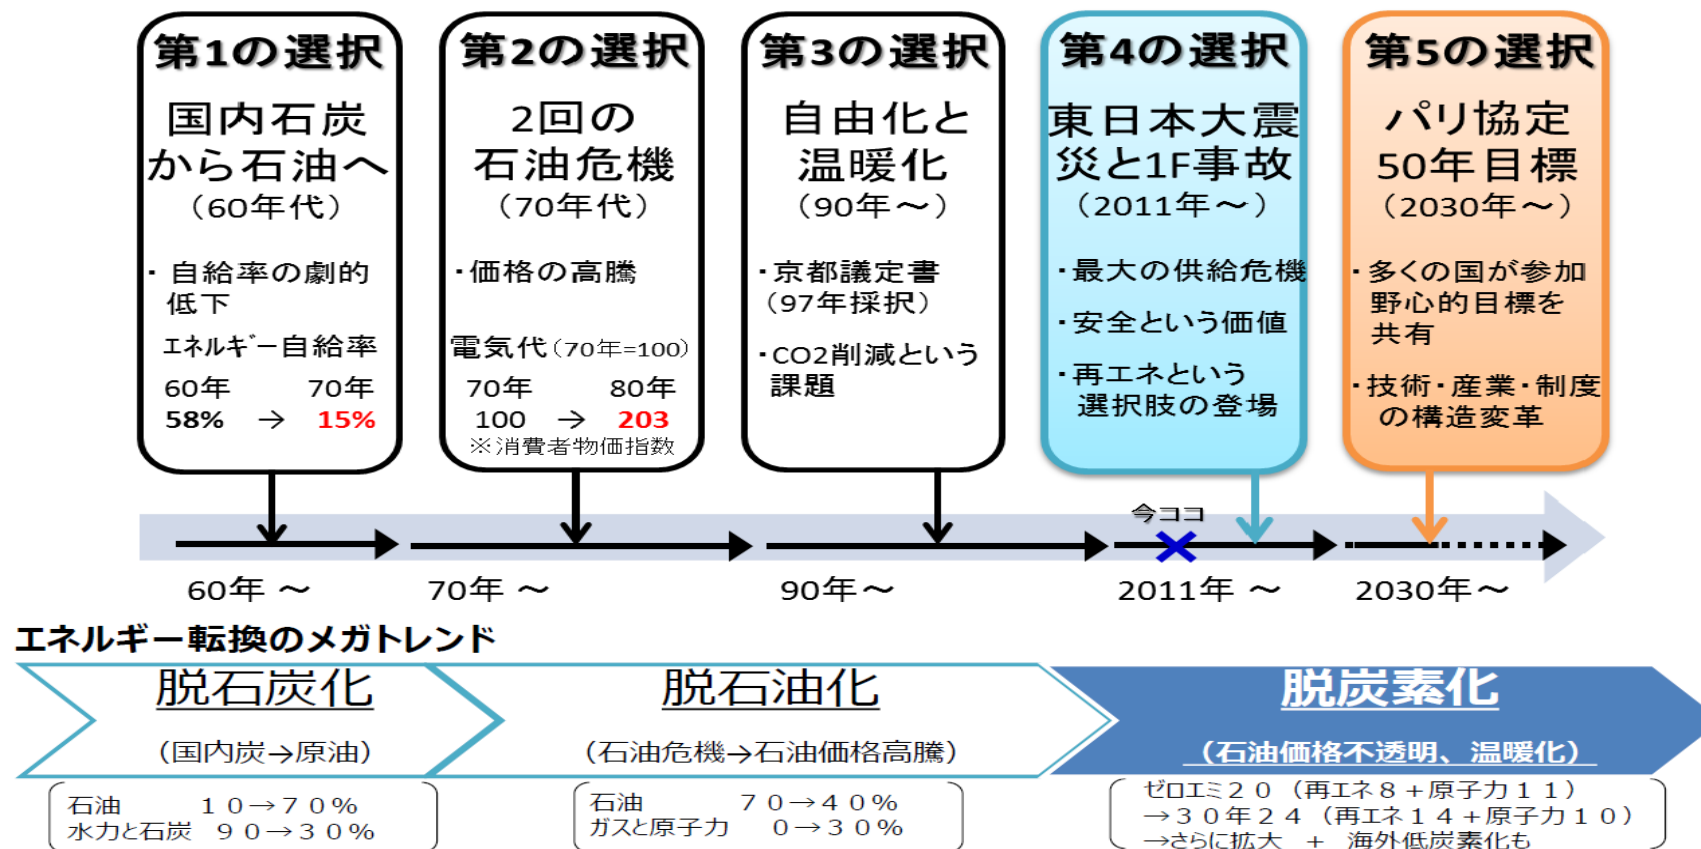 第1の選択
国内石炭
から石油へ
(60年代)
・自給率の劇的
低下
エネルギー自給率
60年 70年
58% → 15%
第2の選択
2回の
石油危機
(70年代)
・価格の高騰
電気代(70年=100)
70年 80年
100 → 203
※消費者物価指数
第3の選択
自由化と
温暖化
(90年～)
・京都議定書
(97年採択)
・CO2削減という
課題
第4の選択
東日本大震
災と1F事故
(2011年～)
・最大の供給危機
・安全という価値
・再エネという
選択肢の登場
第5の選択
パリ協定
50年目標
(2030年～)
・多くの国が参加
野心的目標を
共有
・技術・産業・制度
の構造変革
今ココ
60年 ～ 70年 ～ 90年～ 2011年 ～ 2030年～
エネルギー転換のメガトレンド
脱石炭化
(国内炭→原油)
石油 １０→７０％
水力と石炭 ９０→３０％
脱石油化
(石油危機→石油価格高騰)
石油 ７０→４０％
ガスと原子力 ０→３０％
脱炭素化
(石油価格不透明、温暖化)
ゼロエミ２０（再エネ８＋原子力１１）
→３０年２４（再エネ１４＋原子力１０）
→さらに拡大 ＋ 海外低炭素化も